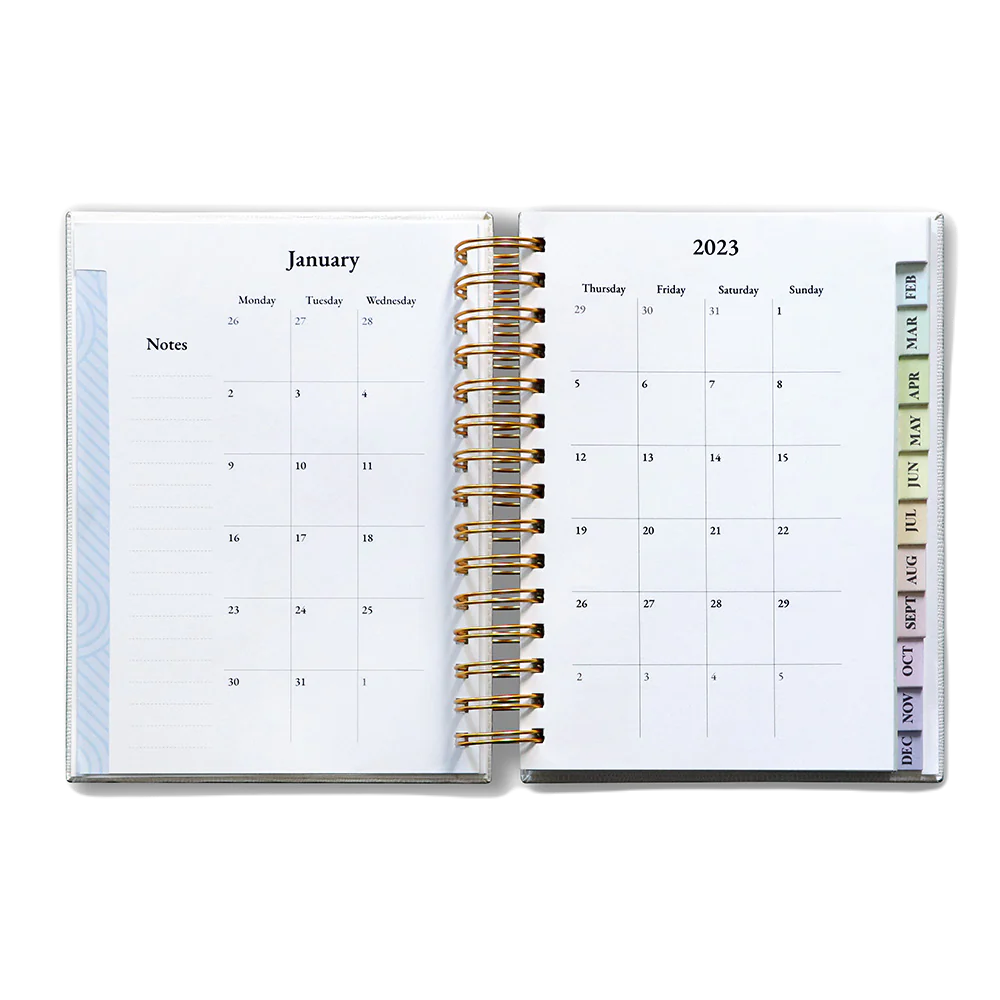 January 2023
Monday Tuesday Wednesday Thursday Friday Saturday Sunday
26 27 28 29 30 31 1
Notes
2 3 4 5 6 7 8
9 10 11 12 13 14 15
16 17 18 19 20 21 22
23 24 25 26 27 28 29
30 31 1 2 3 4 5
FEB
MAR
APR
MAY
JUN
JUL
AUG
SEPT
OCT
NOV
DEC